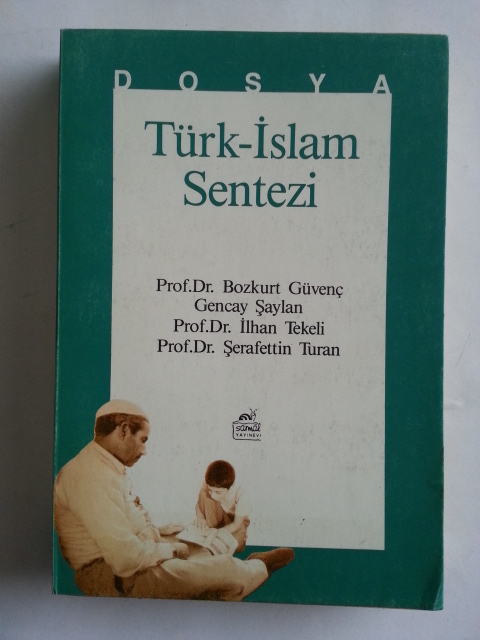 DOSYA
Türk-İslam
Sentezi
Prof.Dr. Bozkurt Güvenç
Gencay Şaylan
Prof.Dr. İlhan Tekeli
Prof.Dr. Şerafettin Turan
sarmal
YAYINEVİ